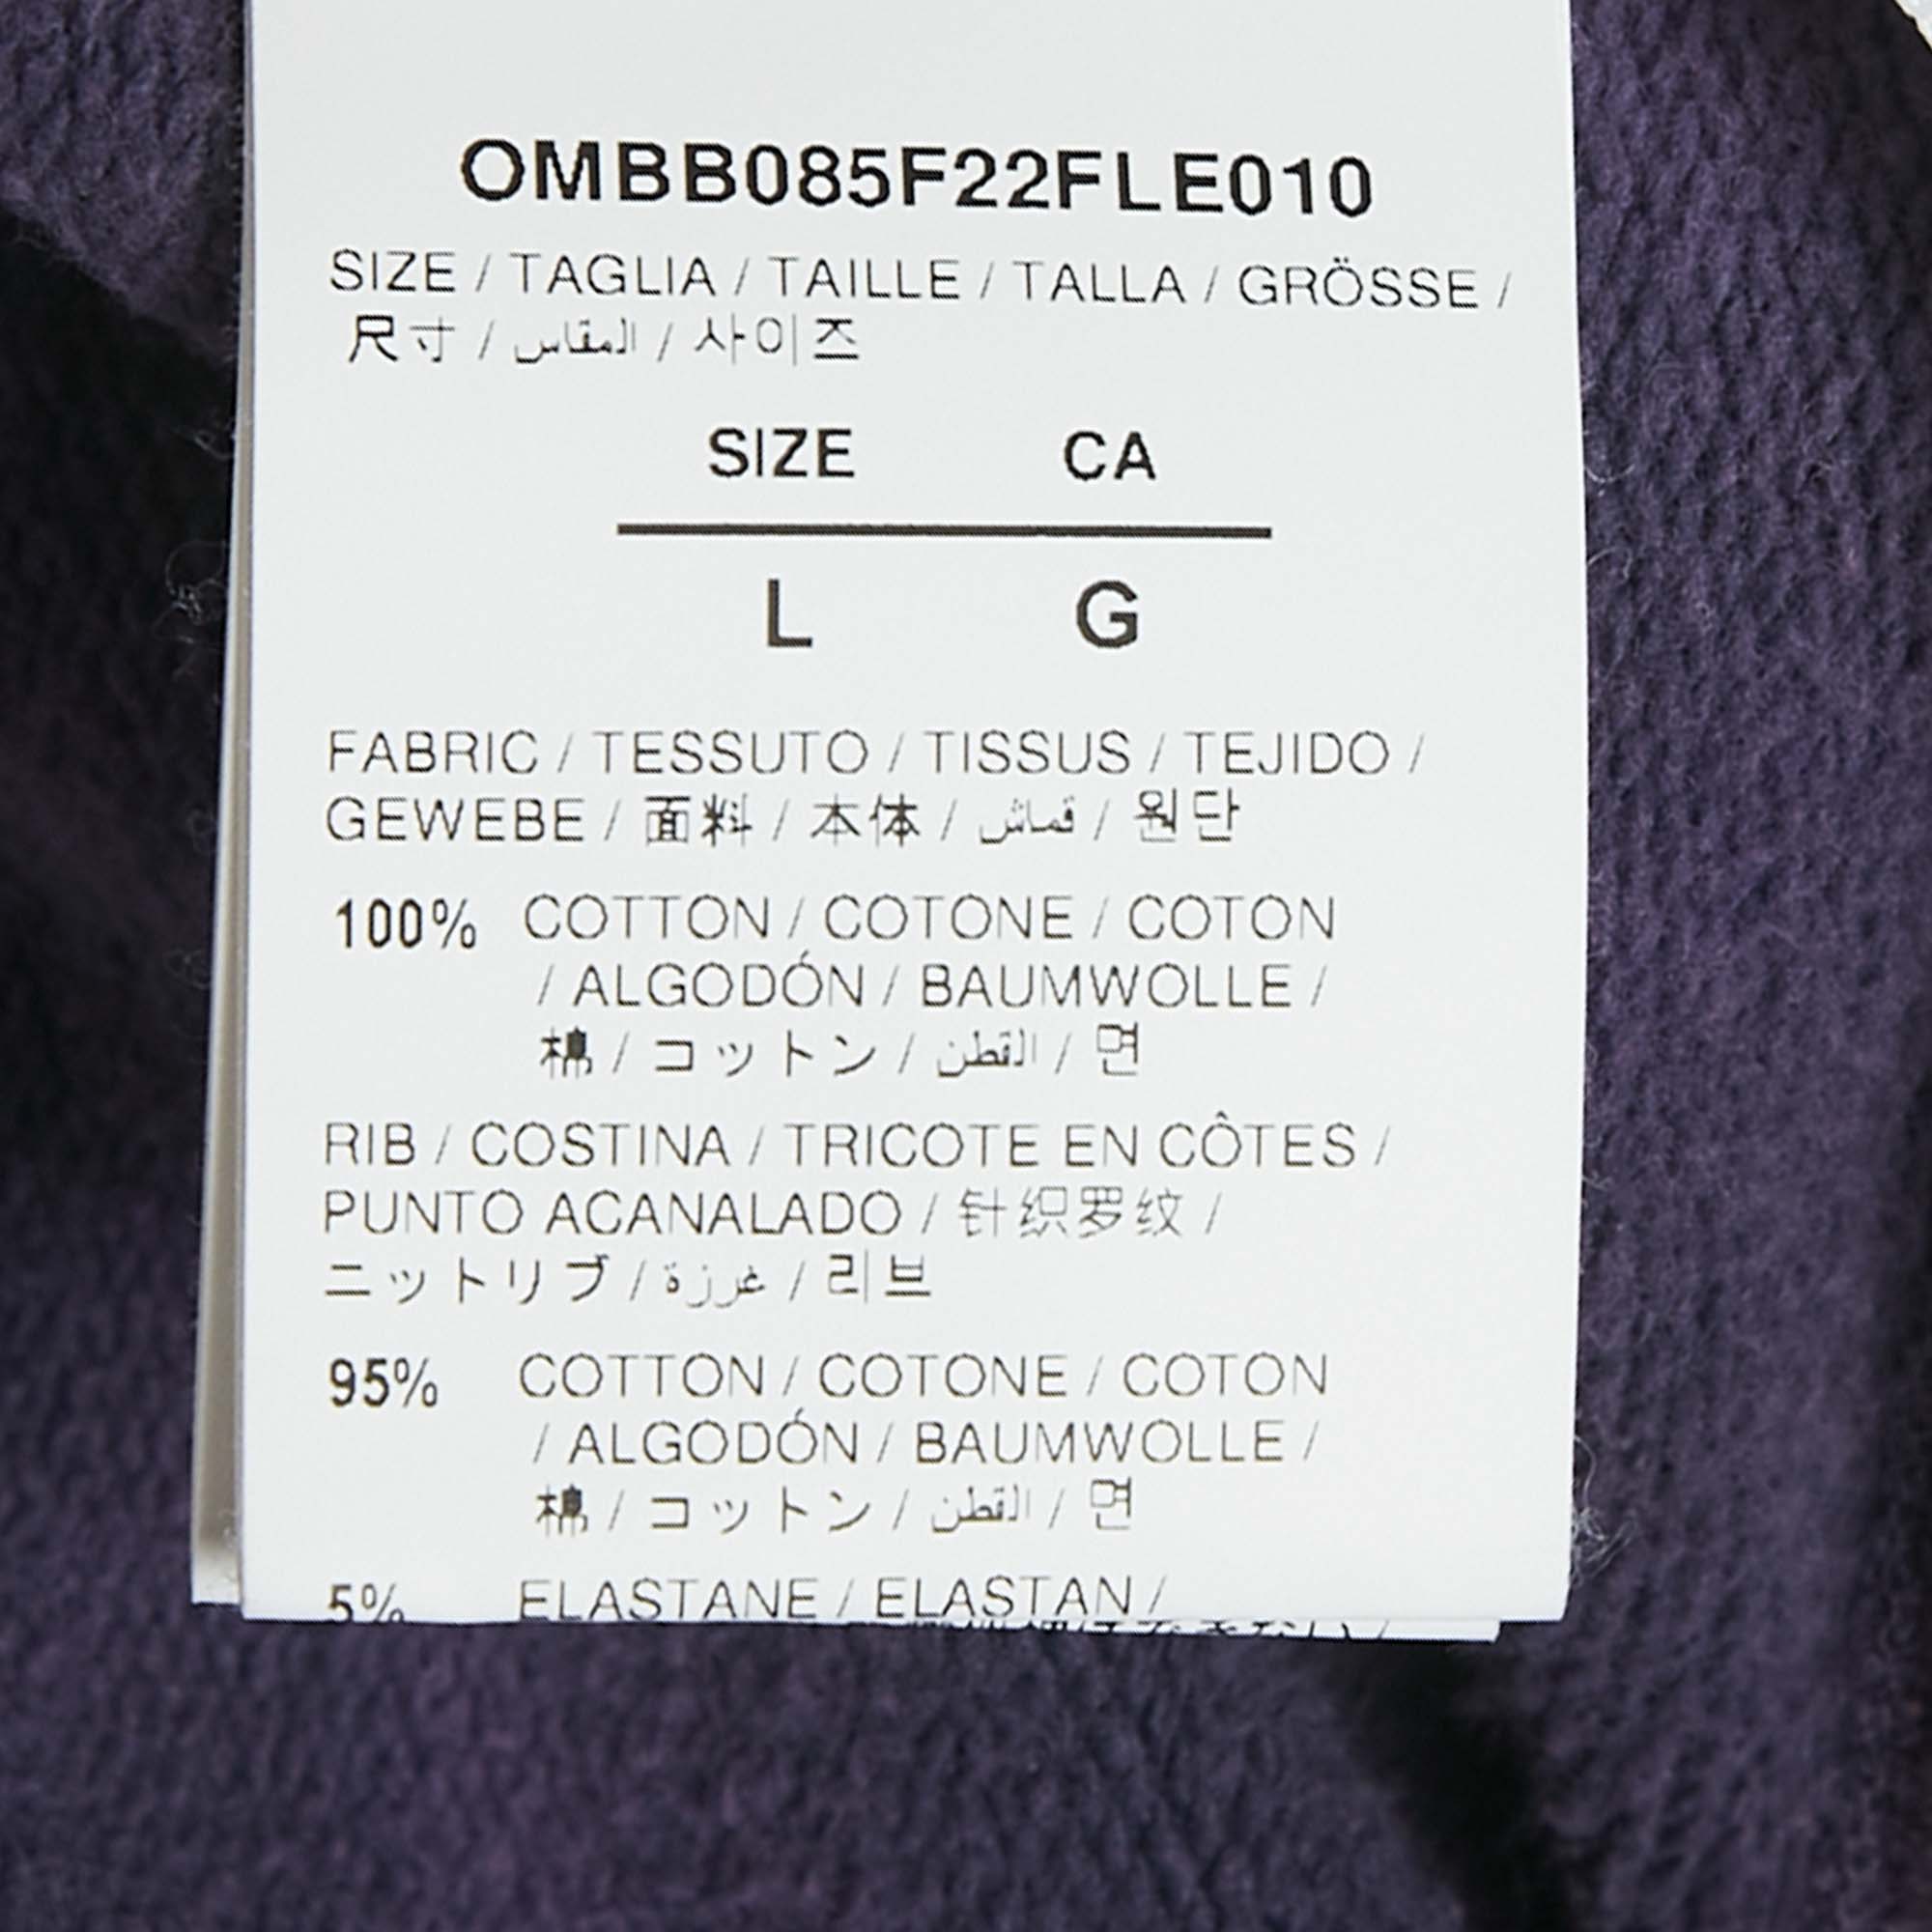 OMBB085F22FLE010
SIZE / TAGLIA / TAILLE / TALLA / GRÖSSE /
尺寸 / المقاس / 사이즈
SIZE CA
L G
FABRIC / TESSUTO / TISSUS / TEJIDO /
GEWEBE / 面料 / 本体 / قماش / 원단
100% COTTON / COTONE / COTON
/ ALGODÓN / BAUMWOLLE /
棉 / コットン / القطن / 면
RIB / COSTINA / TRICOTE EN CÔTES /
PUNTO ACANALADO / 针织罗纹 /
ニットリブ / غرزة / 리브
95% COTTON / COTONE / COTON
/ ALGODÓN / BAUMWOLLE /
棉 / コットン / القطن / 면
5% ELASTANE / ELASTAN /